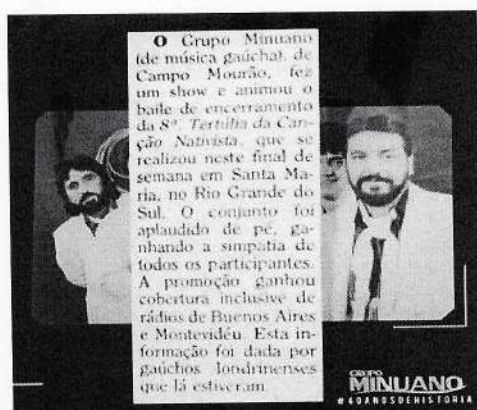 O Grupo Minuano
(de música gaúcha), de
Campo Mourão, fez
um show e animou o
baile de encerramento
da 8ª. Tertúlia da Can-
ção Nativista, que se
realizou neste final de
semana em Santa Ma-
ria, no Rio Grande do
Sul. O conjunto foi
aplaudido de pé, ga-
nhando a simpatia de
todos os participantes.
A promoção ganhou
cobertura inclusive de
rádios de Buenos Aires
e Montevidéu. Esta in-
formação foi dada por
gaúchos londrinenses
que lá estiveram.
GRUPO
MINUANO
#40ANOSDEHISTORIA